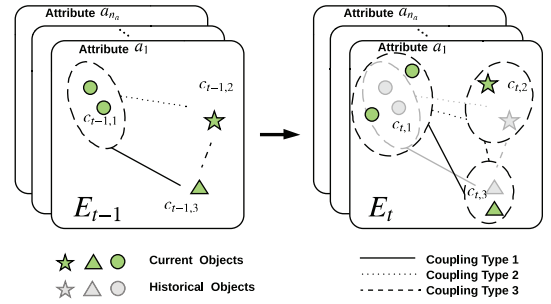 Attribute a_{n_a}
Attribute a_1
c_{t-1,2}
c_{t-1,1}
c_{t-1,3}
E_{t-1}
Attribute a_{n_a}
Attribute a_1
c_{t,2}
c_{t,1}
c_{t,3}
E_t
Current Objects
Historical Objects
Coupling Type 1
Coupling Type 2
Coupling Type 3